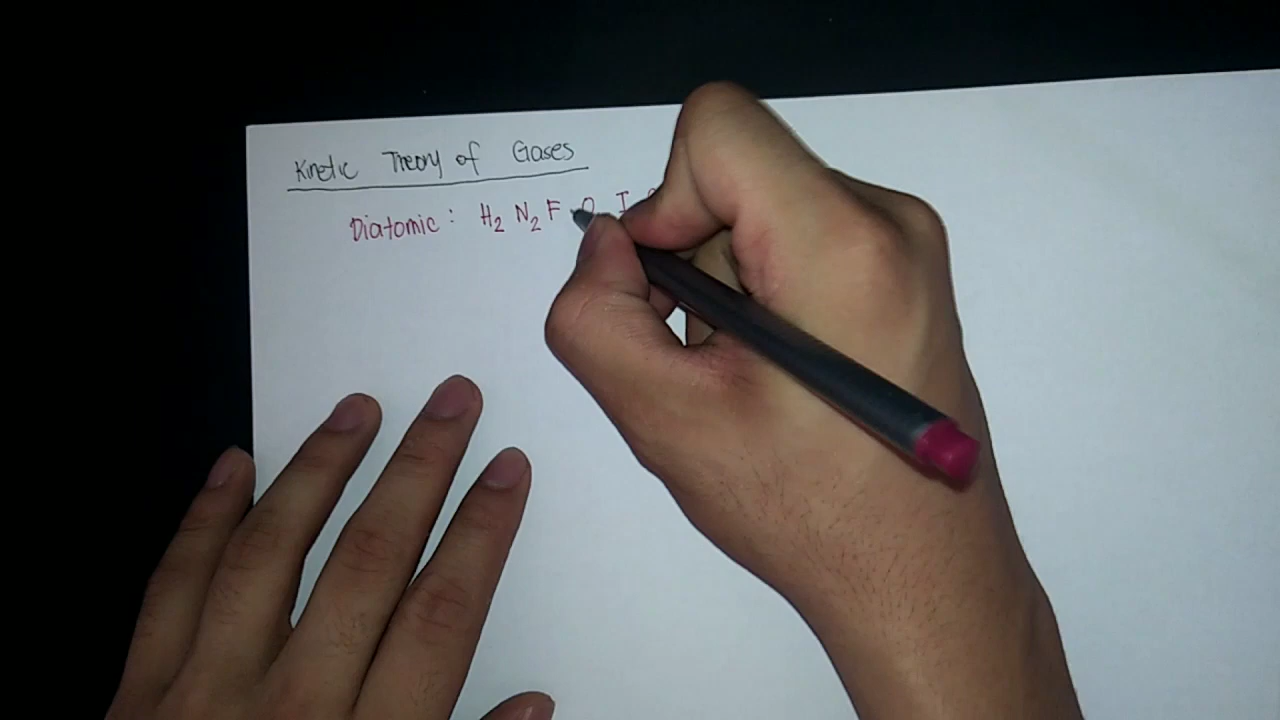 Kinetic Theory of Gases
Diatomic : H₂ N₂ F O I